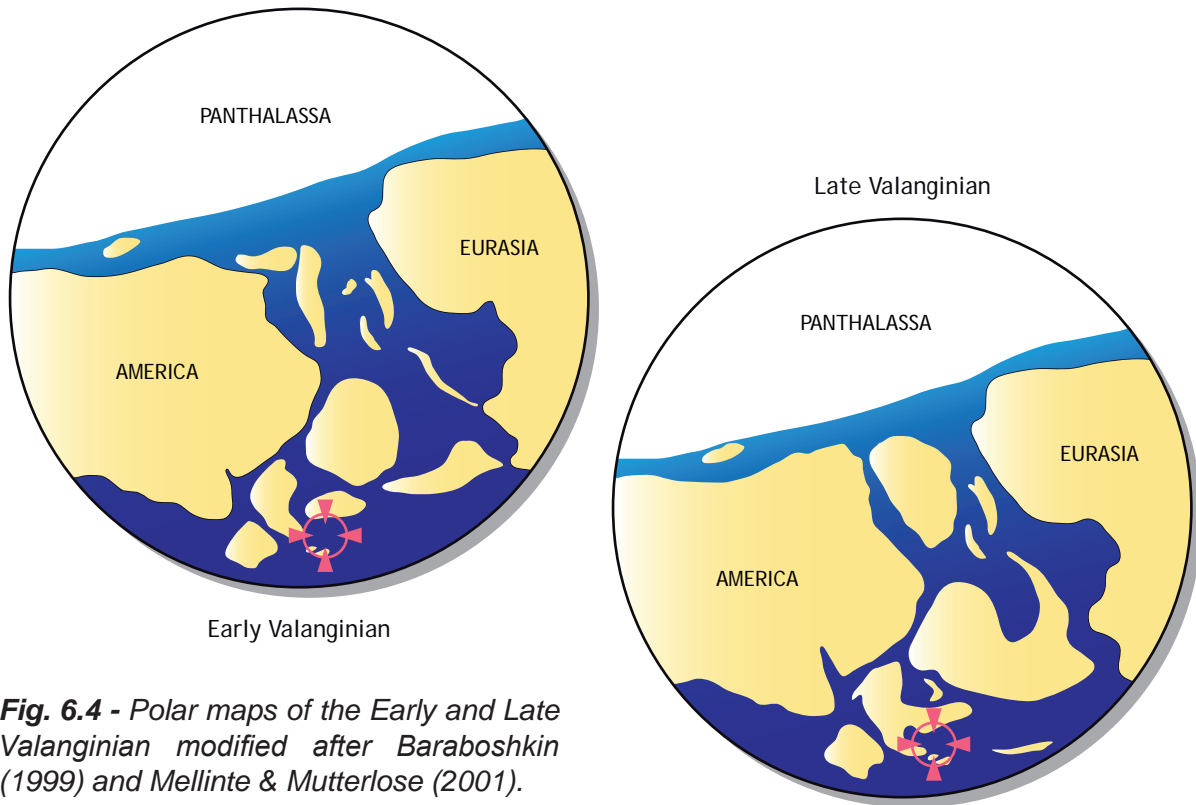 PANTHALASSA
EURASIA
AMERICA
Early Valanginian
Late Valanginian
PANTHALASSA
EURASIA
AMERICA
Fig. 6.4 - Polar maps of the Early and Late
Valanginian modified after Baraboshkin
(1999) and Mellinte & Mutterlose (2001).